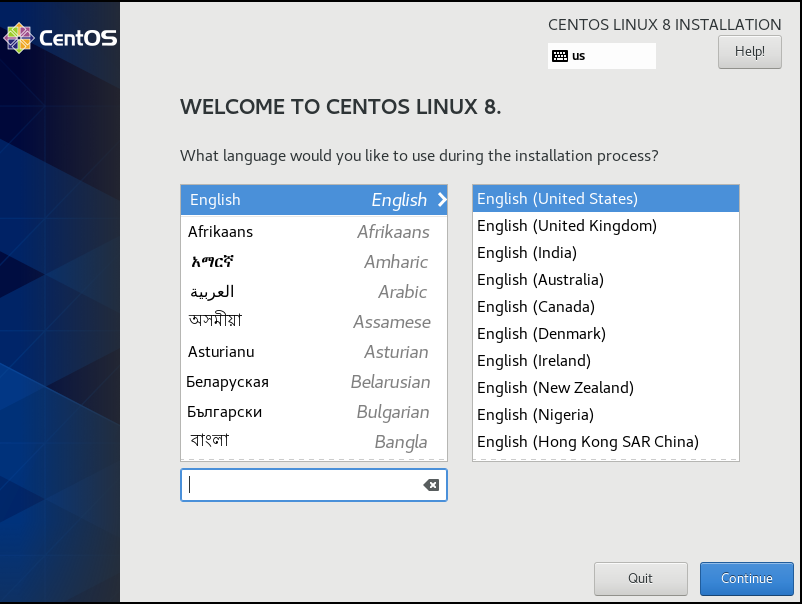 CentOS
CENTOS LINUX 8 INSTALLATION
us
Help!
WELCOME TO CENTOS LINUX 8.
What language would you like to use during the installation process?
English English
Afrikaans Afrikaans
አማርኛ Amharic
العربية Arabic
অসমীয়া Assamese
Asturianu Asturian
Беларуская Belarusian
Български Bulgarian
বাংলা Bangla
English (United States)
English (United Kingdom)
English (India)
English (Australia)
English (Canada)
English (Denmark)
English (Ireland)
English (New Zealand)
English (Nigeria)
English (Hong Kong SAR China)
Quit
Continue